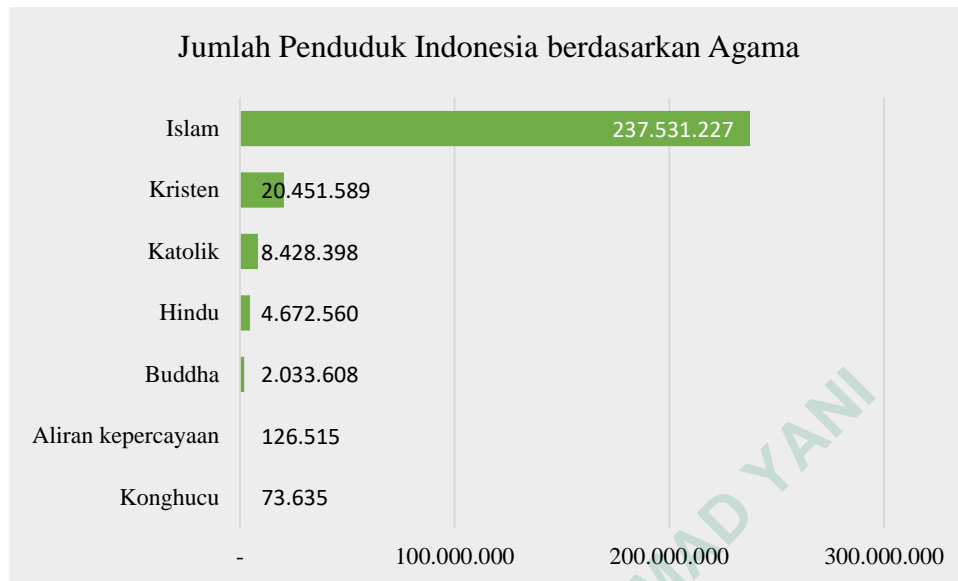 Jumlah Penduduk Indonesia berdasarkan Agama
Islam 237.531.227
Kristen 20.451.589
Katolik 8.428.398
Hindu 4.672.560
Buddha 2.033.608
Aliran kepercayaan 126.515
Konghucu 73.635
- 100.000.000 200.000.000 300.000.000
MAD YANI